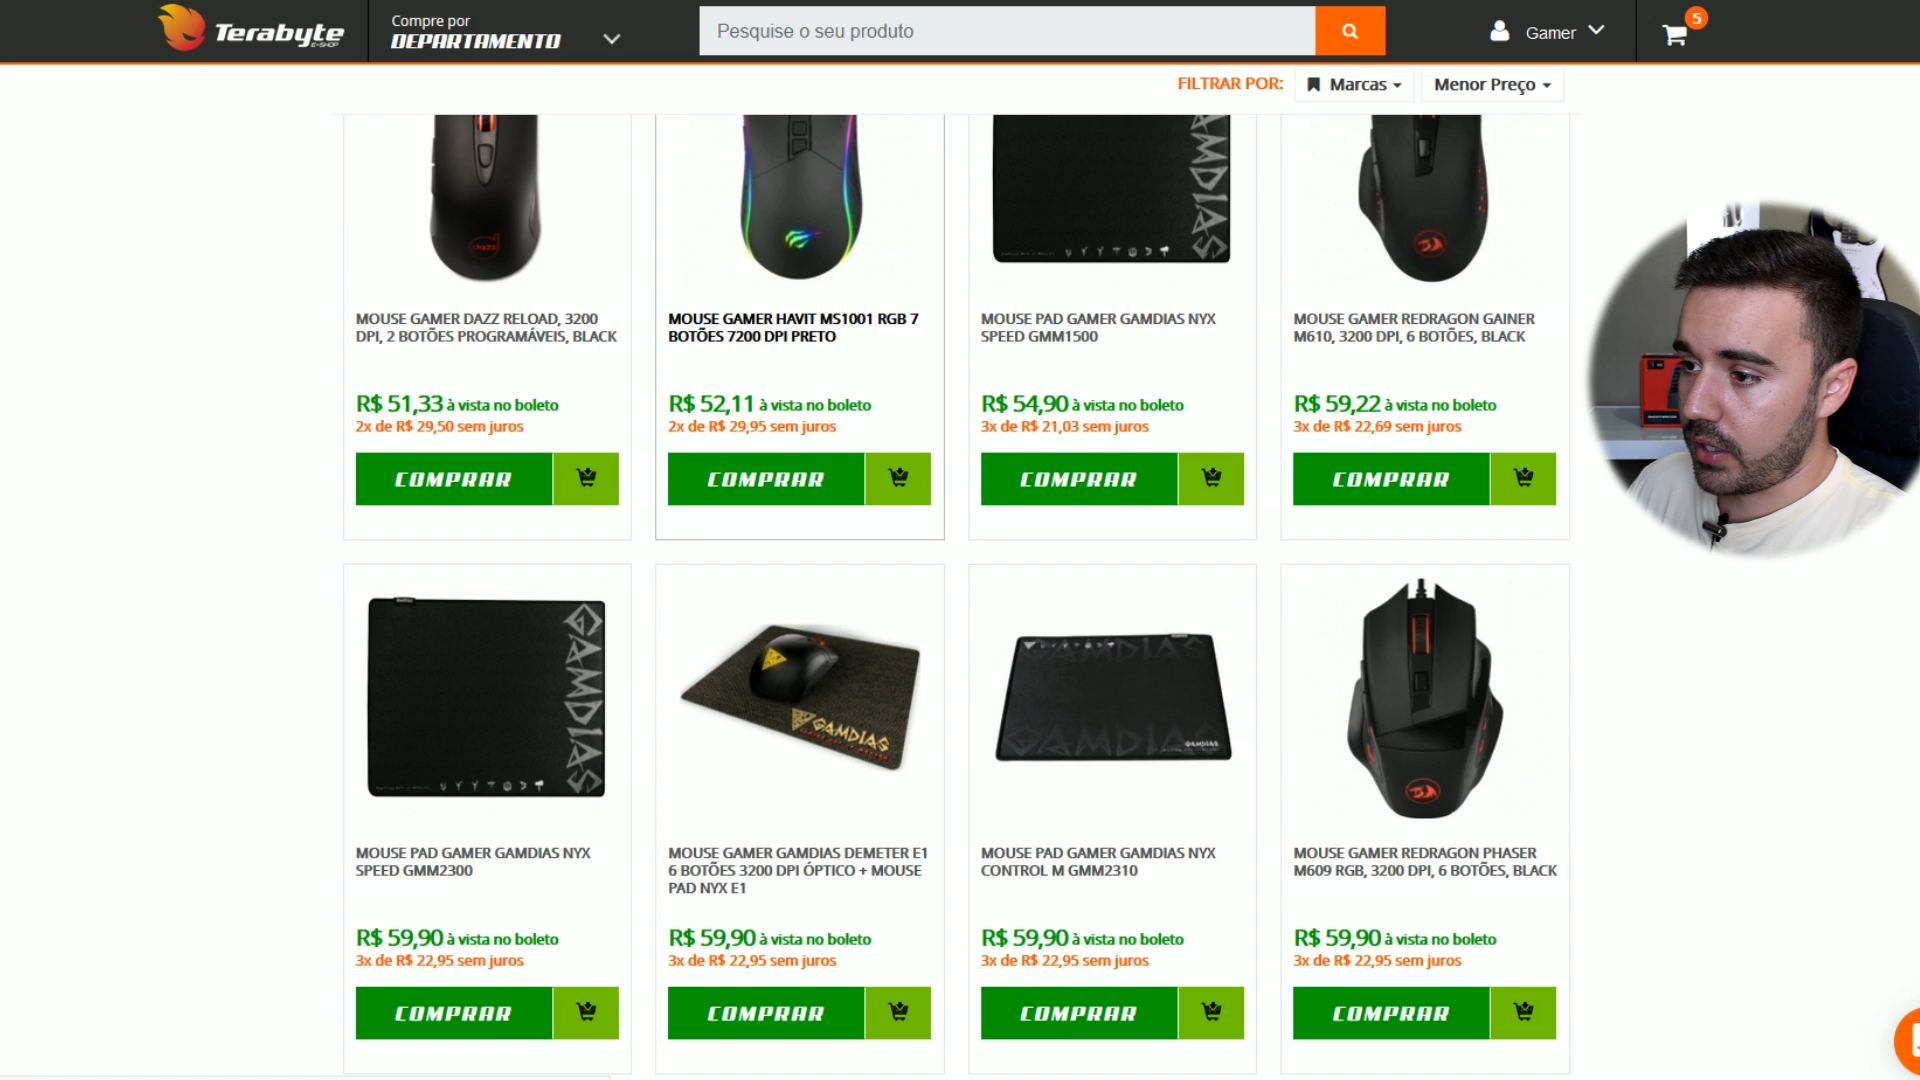 Terabyte
E-SHOP
Compre por
DEPARTAMENTO
Pesquise o seu produto
Gamer
5
FILTRAR POR:
Marcas
Menor Preço
dazz
GAMDIAS
MOUSE GAMER DAZZ RELOAD, 3200
DPI, 2 BOTÕES PROGRAMÁVEIS, BLACK
R$ 51,33 à vista no boleto
2x de R$ 29,50 sem juros
COMPRAR
MOUSE GAMER HAVIT MS1001 RGB 7
BOTÕES 7200 DPI PRETO
R$ 52,11 à vista no boleto
2x de R$ 29,95 sem juros
COMPRAR
MOUSE PAD GAMER GAMDIAS NYX
SPEED GMM1500
R$ 54,90 à vista no boleto
3x de R$ 21,03 sem juros
COMPRAR
MOUSE GAMER REDRAGON GAINER
M610, 3200 DPI, 6 BOTÕES, BLACK
R$ 59,22 à vista no boleto
3x de R$ 22,69 sem juros
COMPRAR
GAMDIAS
GAMDIAS
GAMDIAS
GAMDIAS
GAMDIAS
MOUSE PAD GAMER GAMDIAS NYX
SPEED GMM2300
R$ 59,90 à vista no boleto
3x de R$ 22,95 sem juros
COMPRAR
MOUSE GAMER GAMDIAS DEMETER E1
6 BOTÕES 3200 DPI ÓPTICO + MOUSE
PAD NYX E1
R$ 59,90 à vista no boleto
3x de R$ 22,95 sem juros
COMPRAR
MOUSE PAD GAMER GAMDIAS NYX
CONTROL M GMM2310
R$ 59,90 à vista no boleto
3x de R$ 22,95 sem juros
COMPRAR
MOUSE GAMER REDRAGON PHASER
M609 RGB, 3200 DPI, 6 BOTÕES, BLACK
R$ 59,90 à vista no boleto
3x de R$ 22,95 sem juros
COMPRAR